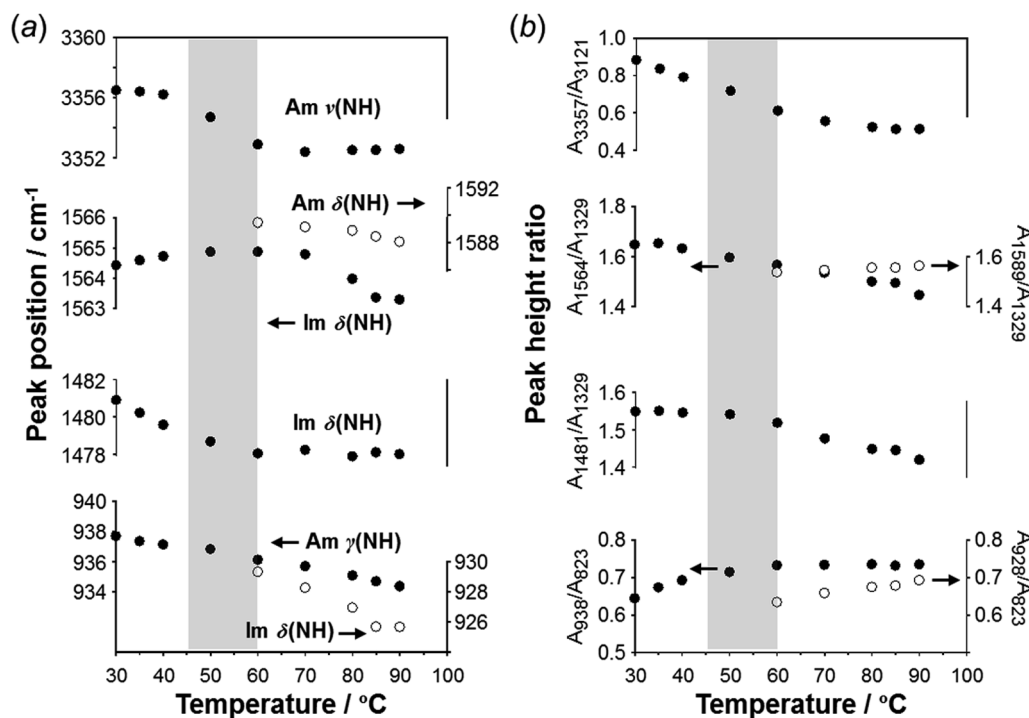 (a)
Peak position / cm-1
3360
3356
3352
Am ν(NH)
1566
1565
1564
1563
Am δ(NH)
1592
1588
Im δ(NH)
1482
1480
1478
Im δ(NH)
940
938
936
934
Am γ(NH)
930
928
926
Im δ(NH)
30 40 50 60 70 80 90 100
Temperature / °C
(b)
Peak height ratio
A3357/A3121
1.0
0.8
0.6
0.4
A1564/A1329
1.8
1.6
1.4
A1589/A1329
1.6
1.4
A1481/A1329
1.6
1.5
1.4
A938/A823
0.8
0.7
0.6
0.5
A928/A823
0.8
0.7
0.6
30 40 50 60 70 80 90 100
Temperature / °C